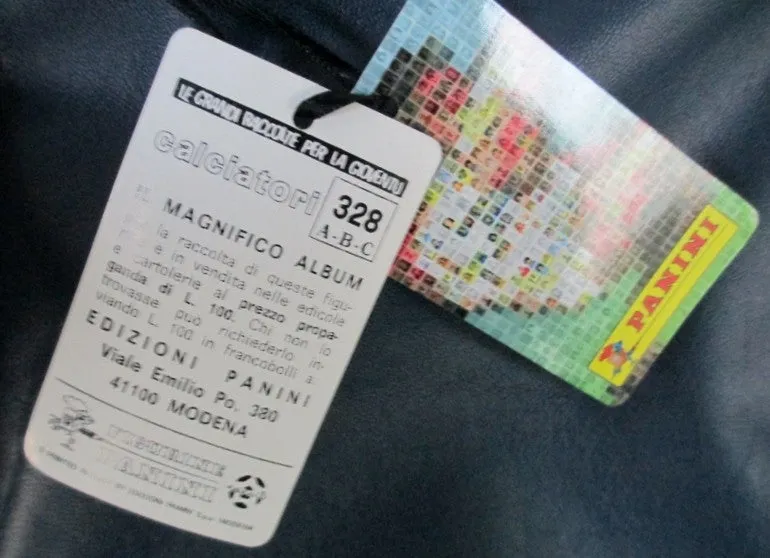 LE GRANDI RACCOLTE PER LA GIOVENTU
calciatori
328
A-B-C
MAGNIFICO ALBUM
la raccolta di queste figu-
è in vendita nelle edicole
e cartolerie al prezzo propa-
ganda di L. 100. Chi non lo
trovasse può richiederlo in-
viando L. 100 in francobolli a:
EDIZIONI PANINI
Viale Emilio Po, 380
41100 MODENA
FIGURINE
PANINI
PANINI